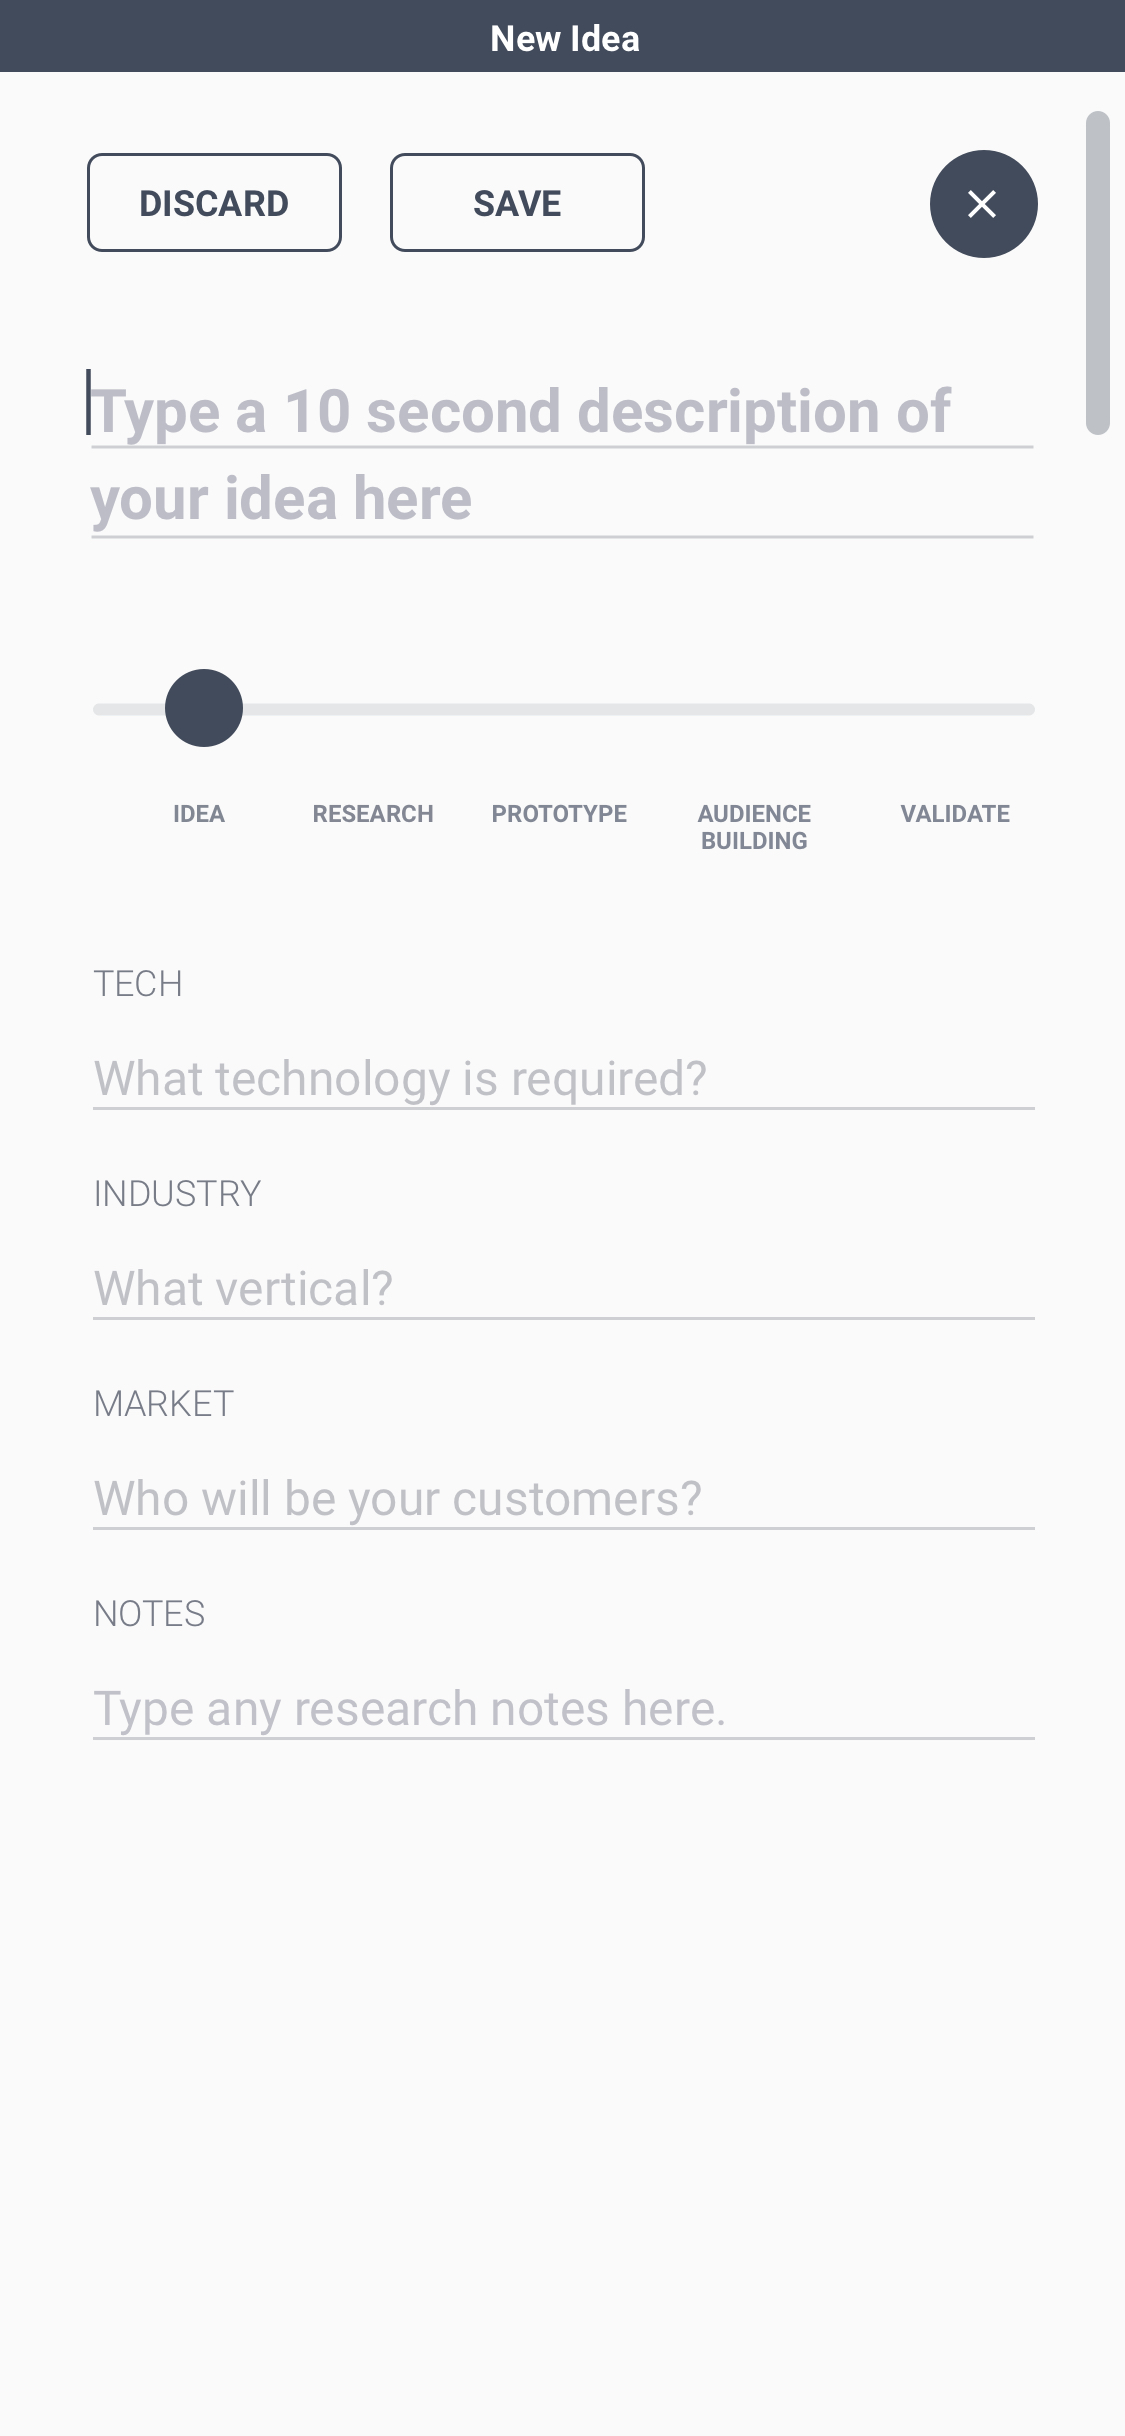 New Idea
DISCARD
SAVE
Type a 10 second description of
your idea here
IDEA
RESEARCH
PROTOTYPE
AUDIENCE
BUILDING
VALIDATE
TECH
What technology is required?
INDUSTRY
What vertical?
MARKET
Who will be your customers?
NOTES
Type any research notes here.